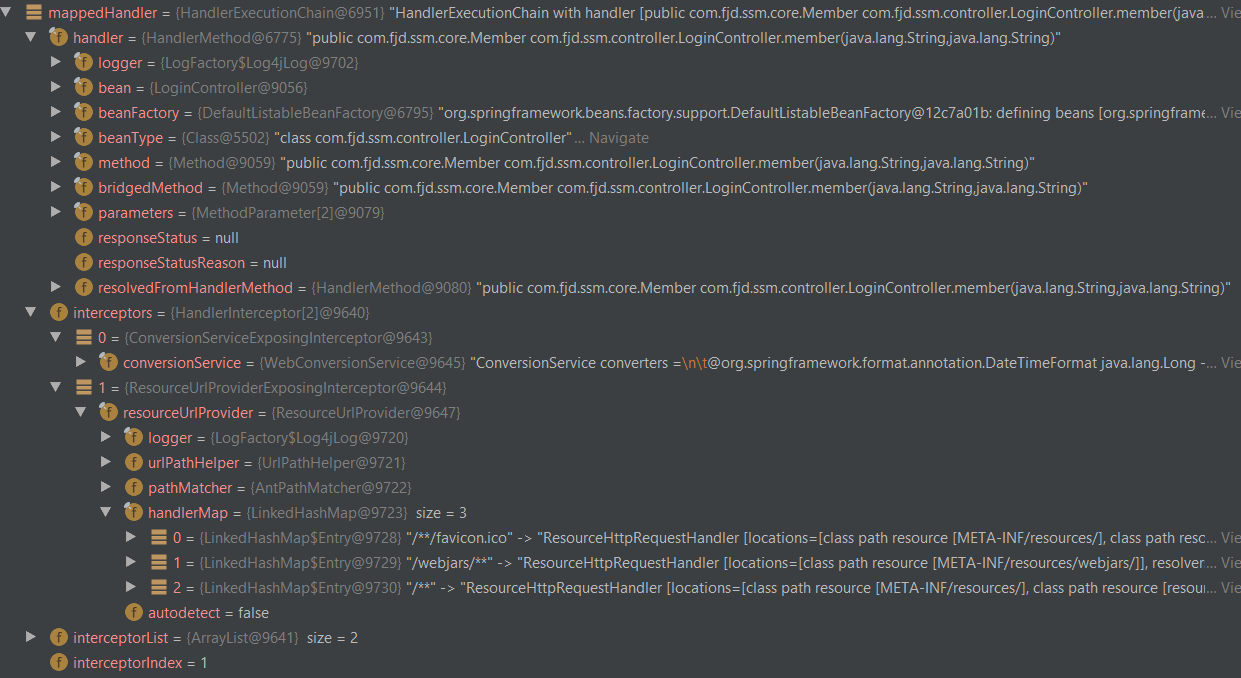 mappedHandler = {HandlerExecutionChain@6951} "HandlerExecutionChain with handler [public com.fjd.ssm.core.Member com.fjd.ssm.controller.LoginController.member(java... Vie
f handler = {HandlerMethod@6775} "public com.fjd.ssm.core.Member com.fjd.ssm.controller.LoginController.member(java.lang.String,java.lang.String)"
f logger = {LogFactory$Log4jLog@9702}
f bean = {LoginController@9056}
f beanFactory = {DefaultListableBeanFactory@6795} "org.springframework.beans.factory.support.DefaultListableBeanFactory@12c7a01b: defining beans [org.springframe... Vie
f beanType = {Class@5502} "class com.fjd.ssm.controller.LoginController"... Navigate
f method = {Method@9059} "public com.fjd.ssm.core.Member com.fjd.ssm.controller.LoginController.member(java.lang.String,java.lang.String)"
f bridgedMethod = {Method@9059} "public com.fjd.ssm.core.Member com.fjd.ssm.controller.LoginController.member(java.lang.String,java.lang.String)"
f parameters = {MethodParameter[2]@9079}
f responseStatus = null
f responseStatusReason = null
f resolvedFromHandlerMethod = {HandlerMethod@9080} "public com.fjd.ssm.core.Member com.fjd.ssm.controller.LoginController.member(java.lang.String,java.lang.String)"
f interceptors = {HandlerInterceptor[2]@9640}
0 = {ConversionServiceExposingInterceptor@9643}
f conversionService = {WebConversionService@9645} "ConversionService converters =\n\t@org.springframework.format.annotation.DateTimeFormat java.lang.Long -... Vie
1 = {ResourceUrlProviderExposingInterceptor@9644}
f resourceUrlProvider = {ResourceUrlProvider@9647}
f logger = {LogFactory$Log4jLog@9720}
f urlPathHelper = {UrlPathHelper@9721}
f pathMatcher = {AntPathMatcher@9722}
f handlerMap = {LinkedHashMap@9723} size = 3
0 = {LinkedHashMap$Entry@9728} "/**/favicon.ico" -> "ResourceHttpRequestHandler [locations=[class path resource [META-INF/resources/], class path resc... Vie
1 = {LinkedHashMap$Entry@9729} "/webjars/**" -> "ResourceHttpRequestHandler [locations=[class path resource [META-INF/resources/webjars/]], resolver... Vie
2 = {LinkedHashMap$Entry@9730} "/**" -> "ResourceHttpRequestHandler [locations=[class path resource [META-INF/resources/], class path resource [resou... Vie
f autodetect = false
f interceptorList = {ArrayList@9641} size = 2
f interceptorIndex = 1